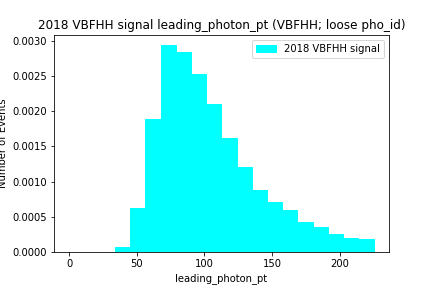 2018 VBFHH signal leading_photon_pt (VBFHH; loose pho_id)
2018 VBFHH signal
Number of Events
0.0030
0.0025
0.0020
0.0015
0.0010
0.0005
0.0000
0 50 100 150 200
leading_photon_pt